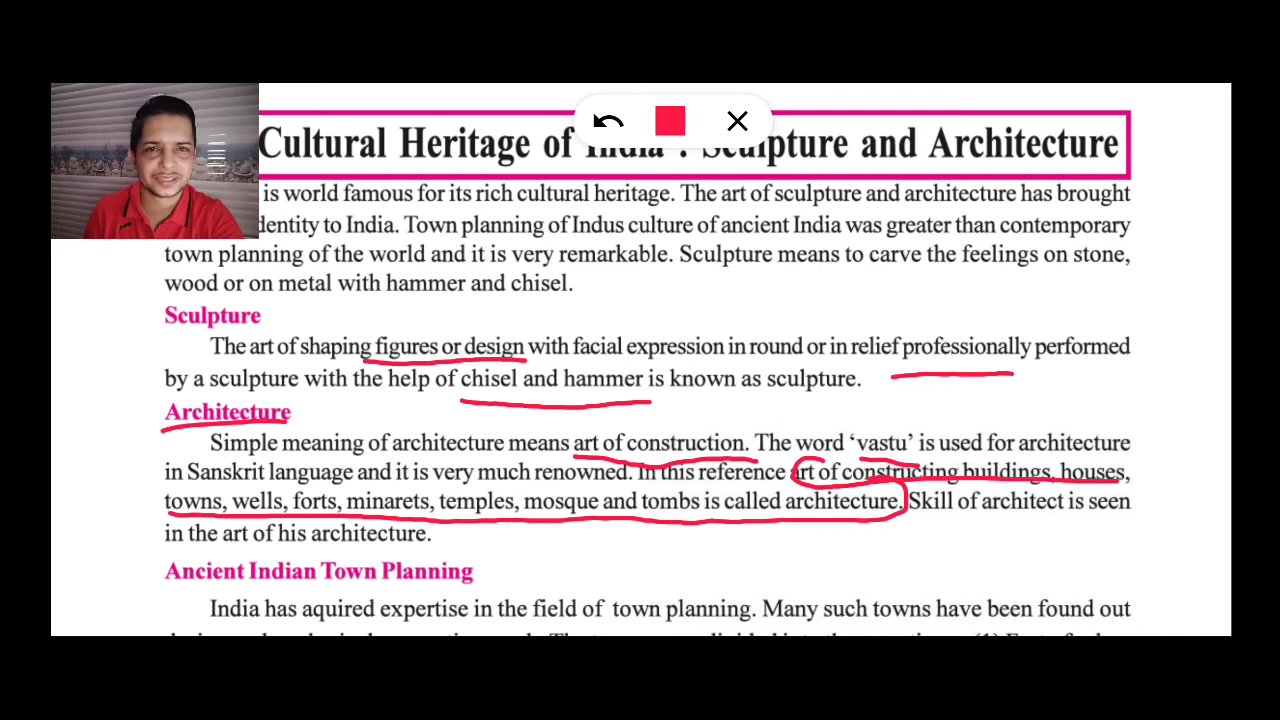 Cultural Heritage of India : Sculpture and Architecture
is world famous for its rich cultural heritage. The art of sculpture and architecture has brought
dentity to India. Town planning of Indus culture of ancient India was greater than contemporary
town planning of the world and it is very remarkable. Sculpture means to carve the feelings on stone,
wood or on metal with hammer and chisel.
Sculpture
The art of shaping figures or design with facial expression in round or in relief professionally performed
by a sculpture with the help of chisel and hammer is known as sculpture.
Architecture
Simple meaning of architecture means art of construction. The word ‘vastu’ is used for architecture
in Sanskrit language and it is very much renowned. In this reference art of constructing buildings, houses,
towns, wells, forts, minarets, temples, mosque and tombs is called architecture. Skill of architect is seen
in the art of his architecture.
Ancient Indian Town Planning
India has aquired expertise in the field of town planning. Many such towns have been found out